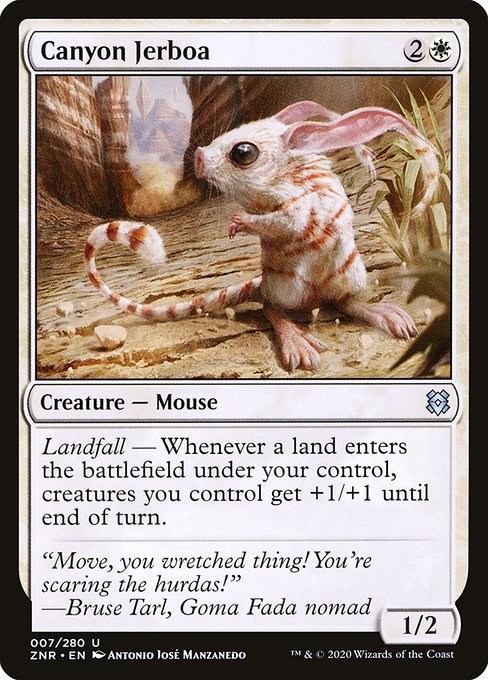 Canyon Jerboa 2
Creature — Mouse
Landfall — Whenever a land enters
the battlefield under your control,
creatures you control get +1/+1 until
end of turn.
“Move, you wretched thing! You’re
scaring the hurdas!”
—Bruse Tarl, Goma Fada nomad
1/2
007/280 U
ZNR • EN Antonio José Manzanedo
™ & © 2020 Wizards of the Coast